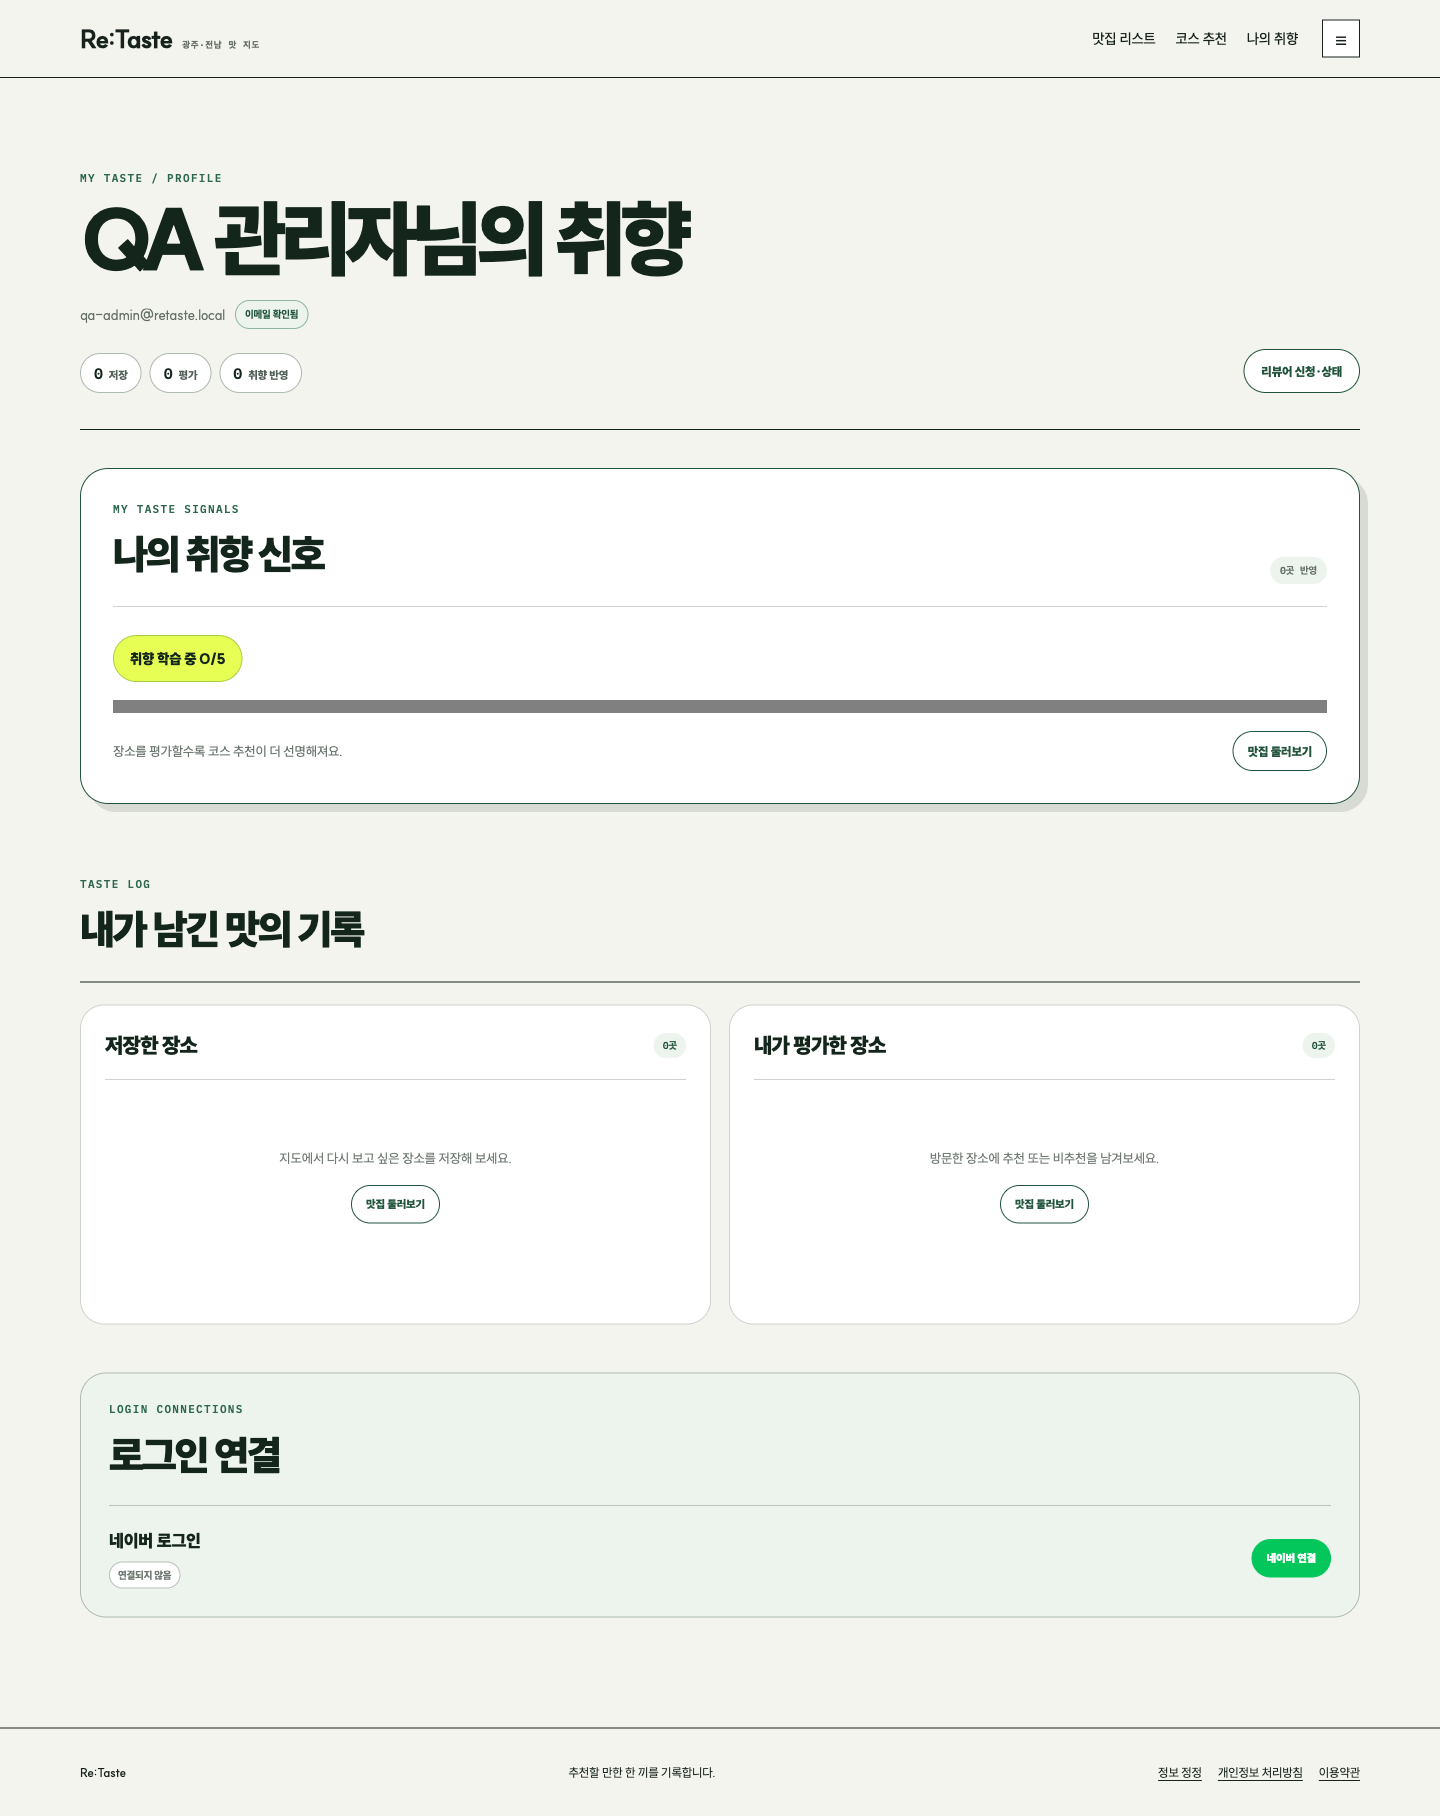 Re:Taste 광주·전남 맛 지도
맛집 리스트 코스 추천 나의 취향
MY TASTE / PROFILE
QA 관리자님의 취향
qa-admin@retaste.local 이메일 확인됨
0 저장 0 평가 0 취향 반영
리뷰어 신청·상태
MY TASTE SIGNALS
나의 취향 신호
0곳 반영
취향 학습 중 0/5
장소를 평가할수록 코스 추천이 더 선명해져요.
맛집 둘러보기
TASTE LOG
내가 남긴 맛의 기록
저장한 장소
0곳
지도에서 다시 보고 싶은 장소를 저장해 보세요.
맛집 둘러보기
내가 평가한 장소
0곳
방문한 장소에 추천 또는 비추천을 남겨보세요.
맛집 둘러보기
LOGIN CONNECTIONS
로그인 연결
네이버 로그인
연결되지 않음
네이버 연결
Re:Taste
추천할 만한 한 끼를 기록합니다.
정보 정정 개인정보 처리방침 이용약관